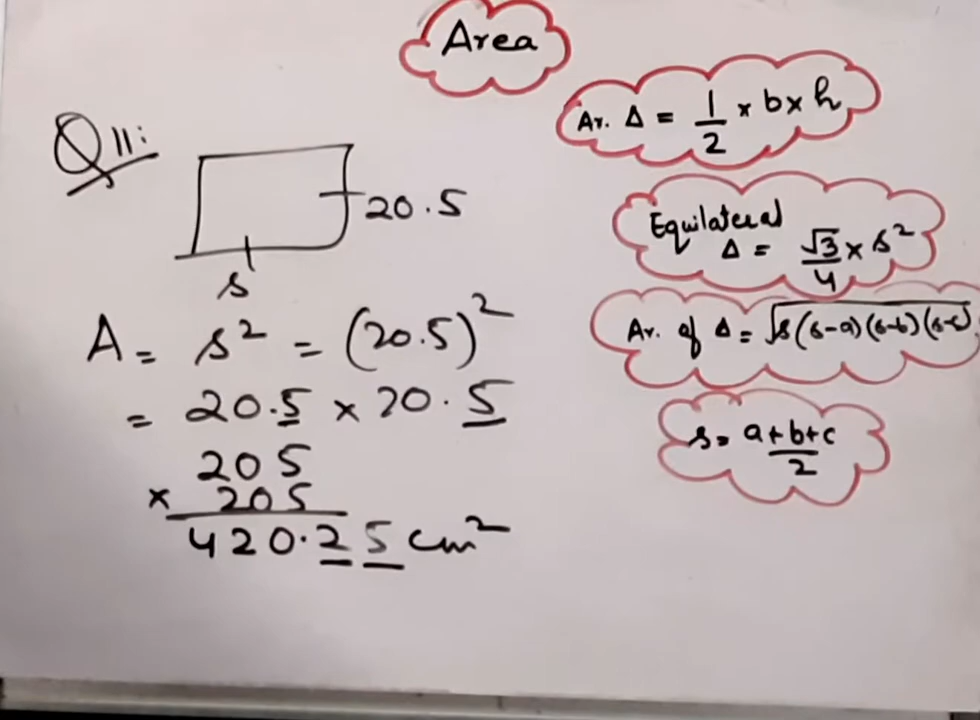 Area
Ar. Δ = 1/2 × b × h
Q11:
20.5
s
Equilateral
Δ = √3/4 × s²
A = s² = (20.5)²
Ar. of Δ = √s(s-a)(s-b)(s-c)
= 20.5 × 20.5
s = a+b+c/2
205
× 205
420.25 cm²